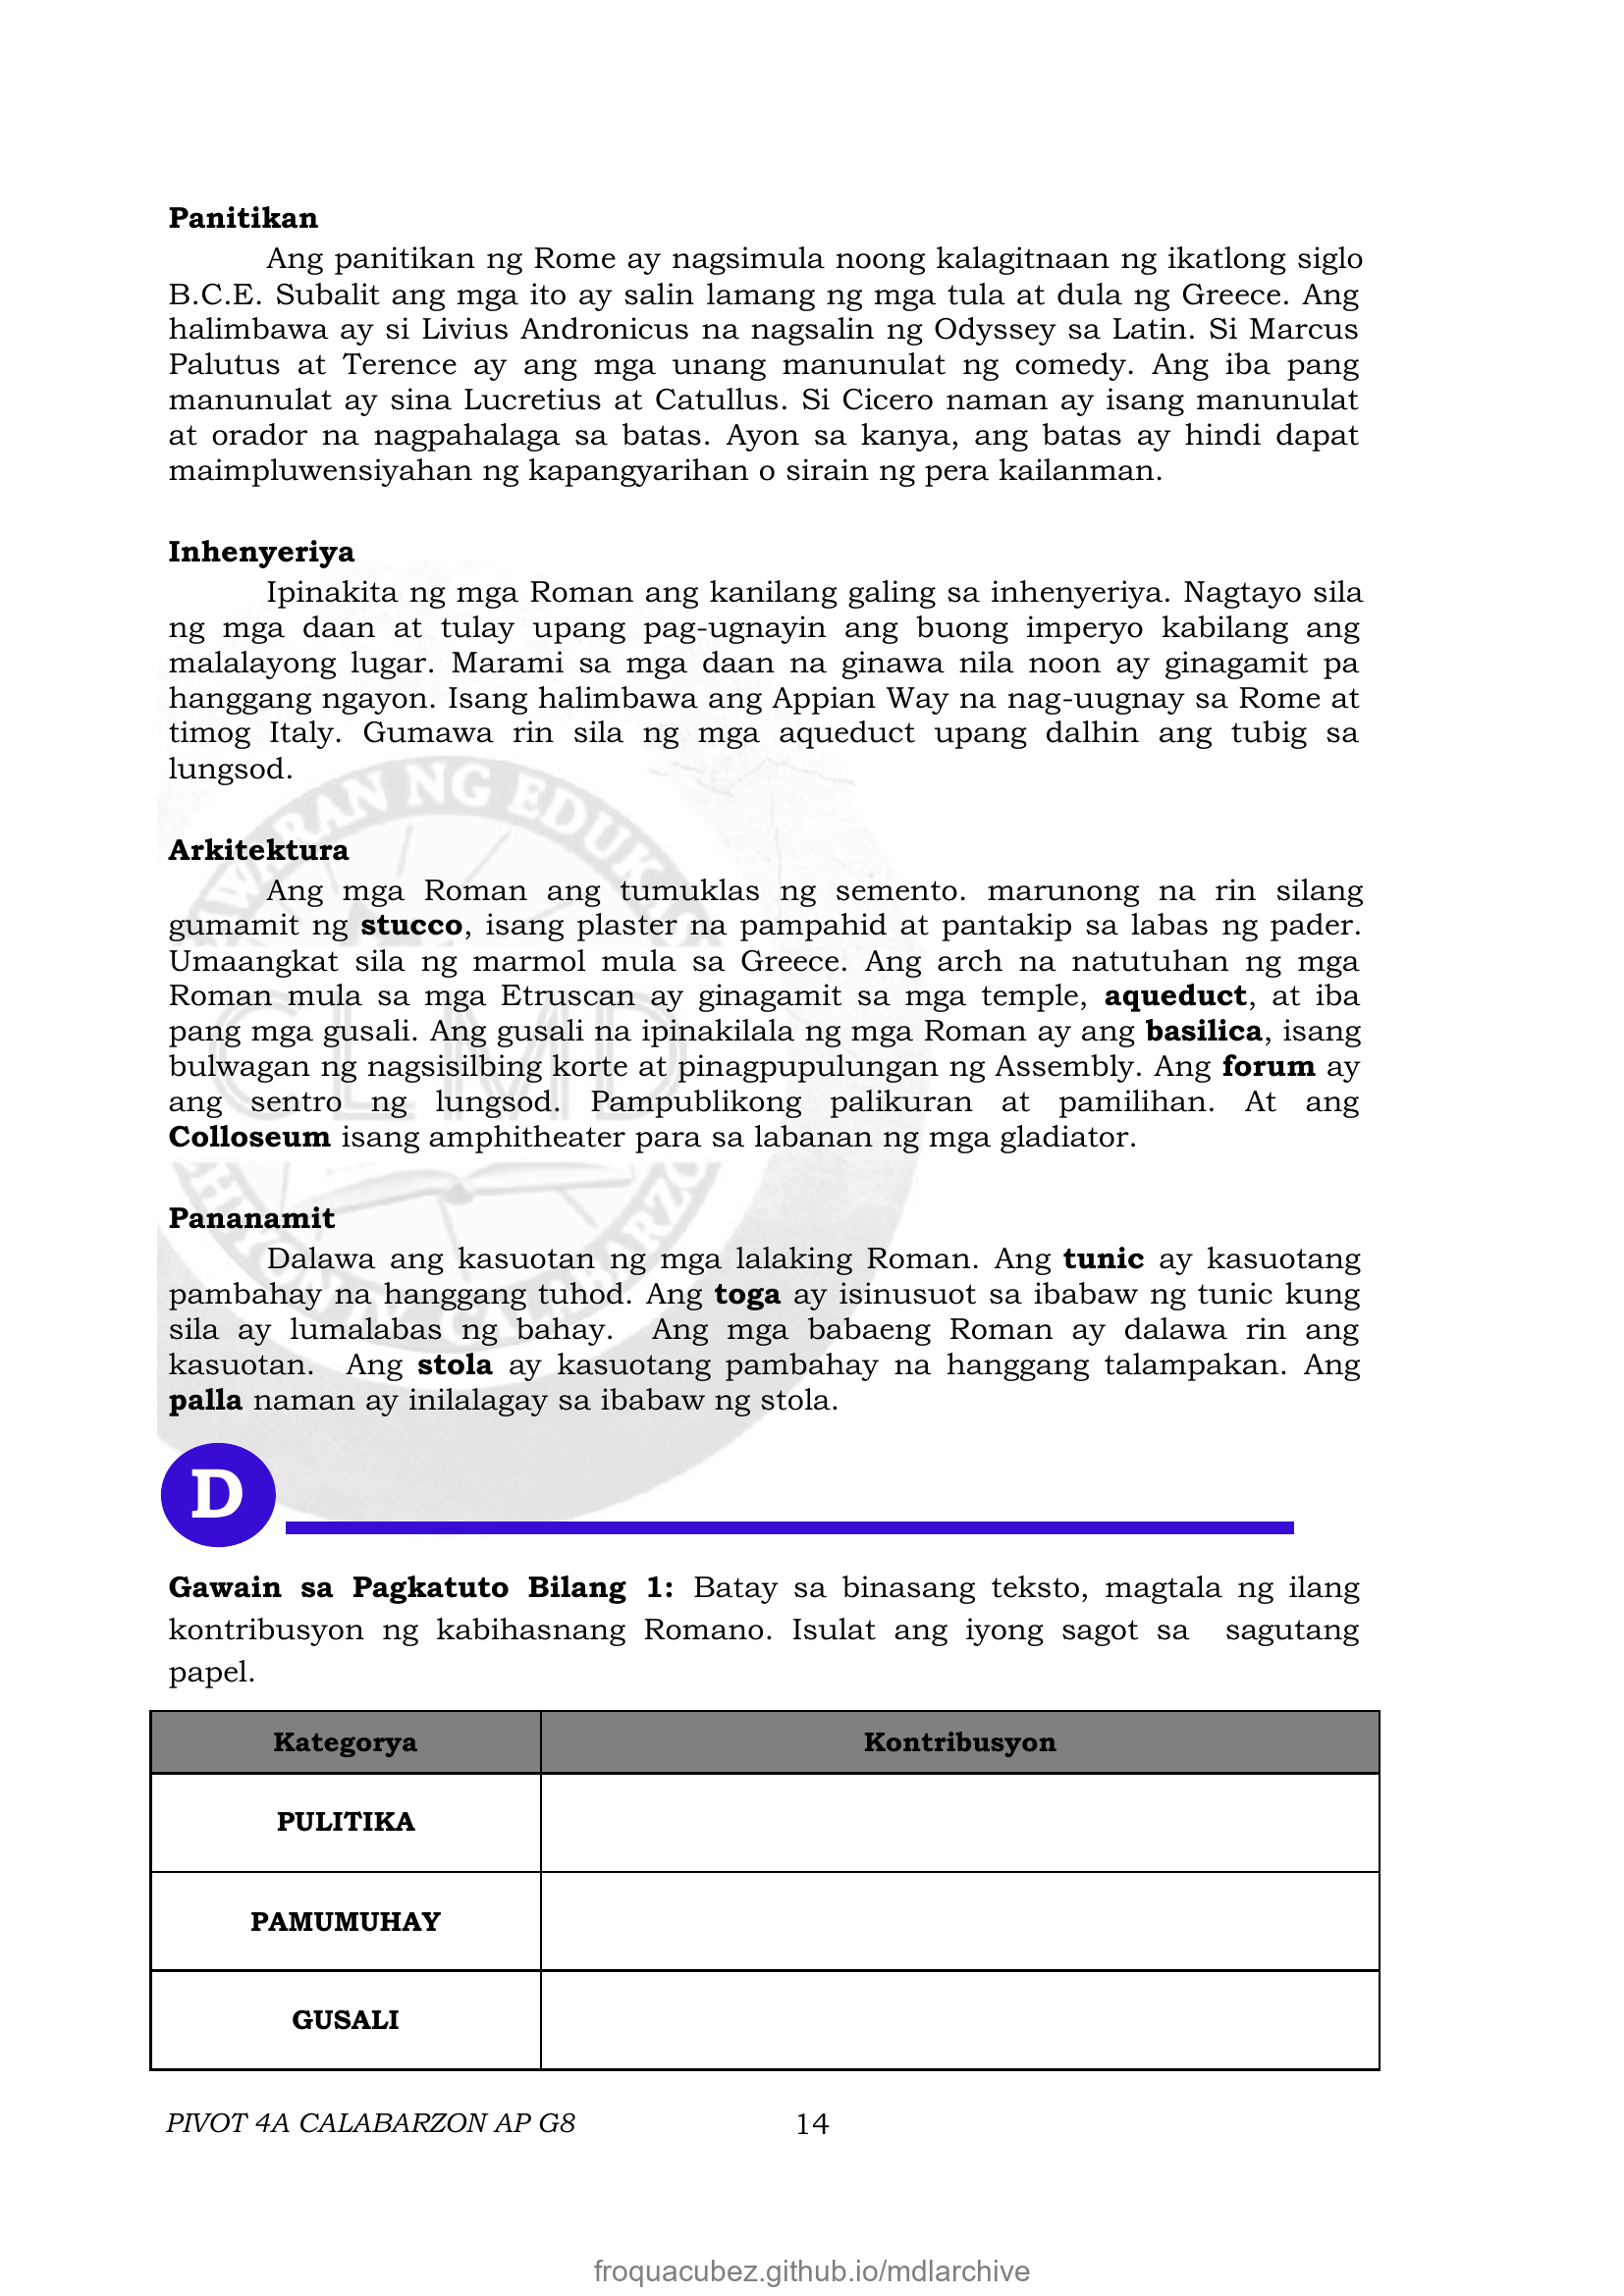 Panitikan
Ang panitikan ng Rome ay nagsimula noong kalagitnaan ng ikatlong siglo
B.C.E. Subalit ang mga ito ay salin lamang ng mga tula at dula ng Greece. Ang
halimbawa ay si Livius Andronicus na nagsalin ng Odyssey sa Latin. Si Marcus
Palutus at Terence ay ang mga unang manunulat ng comedy. Ang iba pang
manunulat ay sina Lucretius at Catullus. Si Cicero naman ay isang manunulat
at orador na nagpahalaga sa batas. Ayon sa kanya, ang batas ay hindi dapat
maimpluwensiyahan ng kapangyarihan o sirain ng pera kailanman.
Inhenyeriya
Ipinakita ng mga Roman ang kanilang galing sa inhenyeriya. Nagtayo sila
ng mga daan at tulay upang pag-ugnayin ang buong imperyo kabilang ang
malalayong lugar. Marami sa mga daan na ginawa nila noon ay ginagamit pa
hanggang ngayon. Isang halimbawa ang Appian Way na nag-uugnay sa Rome at
timog Italy. Gumawa rin sila ng mga aqueduct upang dalhin ang tubig sa
lungsod.
Arkitektura
Ang mga Roman ang tumuklas ng semento. marunong na rin silang
gumamit ng stucco, isang plaster na pampahid at pantakip sa labas ng pader.
Umaangkat sila ng marmol mula sa Greece. Ang arch na natutuhan ng mga
Roman mula sa mga Etruscan ay ginagamit sa mga temple, aqueduct, at iba
pang mga gusali. Ang gusali na ipinakilala ng mga Roman ay ang basilica, isang
bulwagan ng nagsisilbing korte at pinagpupulungan ng Assembly. Ang forum ay
ang sentro ng lungsod. Pampublikong palikuran at pamilihan. At ang
Colloseum isang amphitheater para sa labanan ng mga gladiator.
Pananamit
Dalawa ang kasuotan ng mga lalaking Roman. Ang tunic ay kasuotang
pambahay na hanggang tuhod. Ang toga ay isinusuot sa ibabaw ng tunic kung
sila ay lumalabas ng bahay. Ang mga babaeng Roman ay dalawa rin ang
kasuotan. Ang stola ay kasuotang pambahay na hanggang talampakan. Ang
palla naman ay inilalagay sa ibabaw ng stola.
D
Gawain sa Pagkatuto Bilang 1: Batay sa binasang teksto, magtala ng ilang
kontribusyon ng kabihasnang Romano. Isulat ang iyong sagot sa sagutang
papel.
Kategorya Kontribusyon
PULITIKA
PAMUMUHAY
GUSALI
PIVOT 4A CALABARZON AP G8 14
froquacubez.github.io/mdlarchive